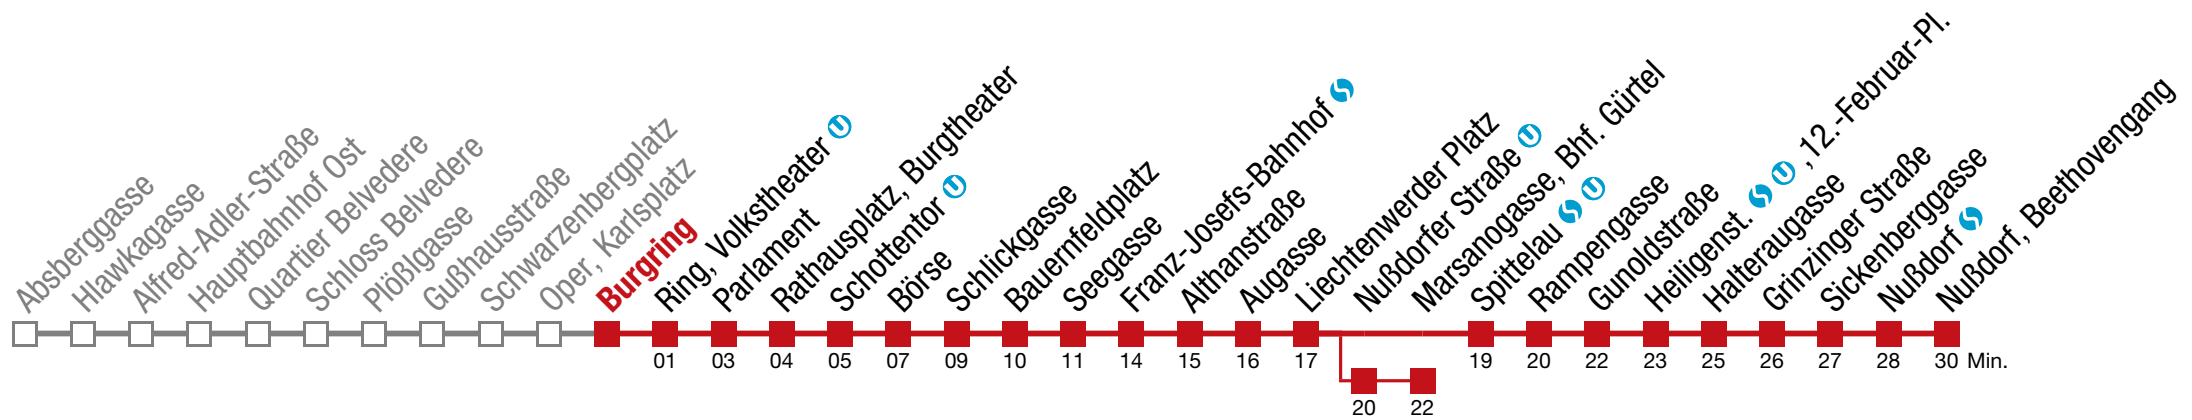 Absberggasse
Hlawkagasse
Alfred-Adler-Straße
Hauptbahnhof Ost
Quartier Belvedere
Schloss Belvedere
Plößlgasse
Gußhausstraße
Schwarzenbergplatz
Oper, Karlsplatz
Burgring
Ring, Volkstheater U
Parlament
Rathausplatz, Burgtheater
Schottentor U
Börse
Schlickgasse
Bauernfeldplatz
Seegasse
Franz-Josefs-Bahnhof S
Althanstraße
Augasse
Liechtenwerder Platz
Nußdorfer Straße U
Marsanogasse, Bhf. Gürtel
Spittelau S U
Rampengasse
Gunoldstraße
Heiligenst. S U ,12.-Februar-Pl.
Halteraugasse
Grinzinger Straße
Sickenberggasse
Nußdorf S
Nußdorf, Beethovengang
01 03 04 05 07 09 10 11 14 15 16 17 19 20 22 23 25 26 27 28 30 Min.
20 22